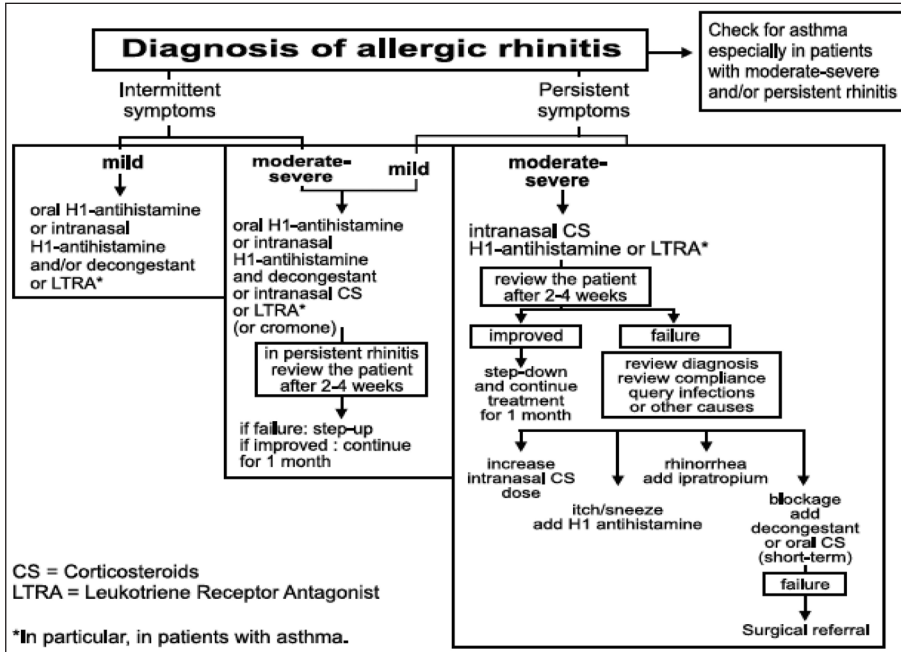 Diagnosis of allergic rhinitis
Check for asthma
especially in patients
with moderate-severe
and/or persistent rhinitis
Intermittent
symptoms
Persistent
symptoms
mild
oral H1-antihistamine
or intranasal
H1-antihistamine
and/or decongestant
or LTRA*
moderate-
severe
mild
oral H1-antihistamine
or intranasal
H1-antihistamine
and decongestant
or intranasal CS
or LTRA*
(or cromone)
in persistent rhinitis
review the patient
after 2-4 weeks
if failure: step-up
if improved : continue
for 1 month
moderate-
severe
intranasal CS
H1-antihistamine or LTRA*
review the patient
after 2-4 weeks
improved
step-down
and continue
treatment
for 1 month
failure
review diagnosis
review compliance
query infections
or other causes
increase
intranasal CS
dose
itch/sneeze
add H1 antihistamine
rhinorrhea
add ipratropium
blockage
add
decongestant
or oral CS
(short-term)
failure
Surgical referral
CS = Corticosteroids
LTRA = Leukotriene Receptor Antagonist
*In particular, in patients with asthma.